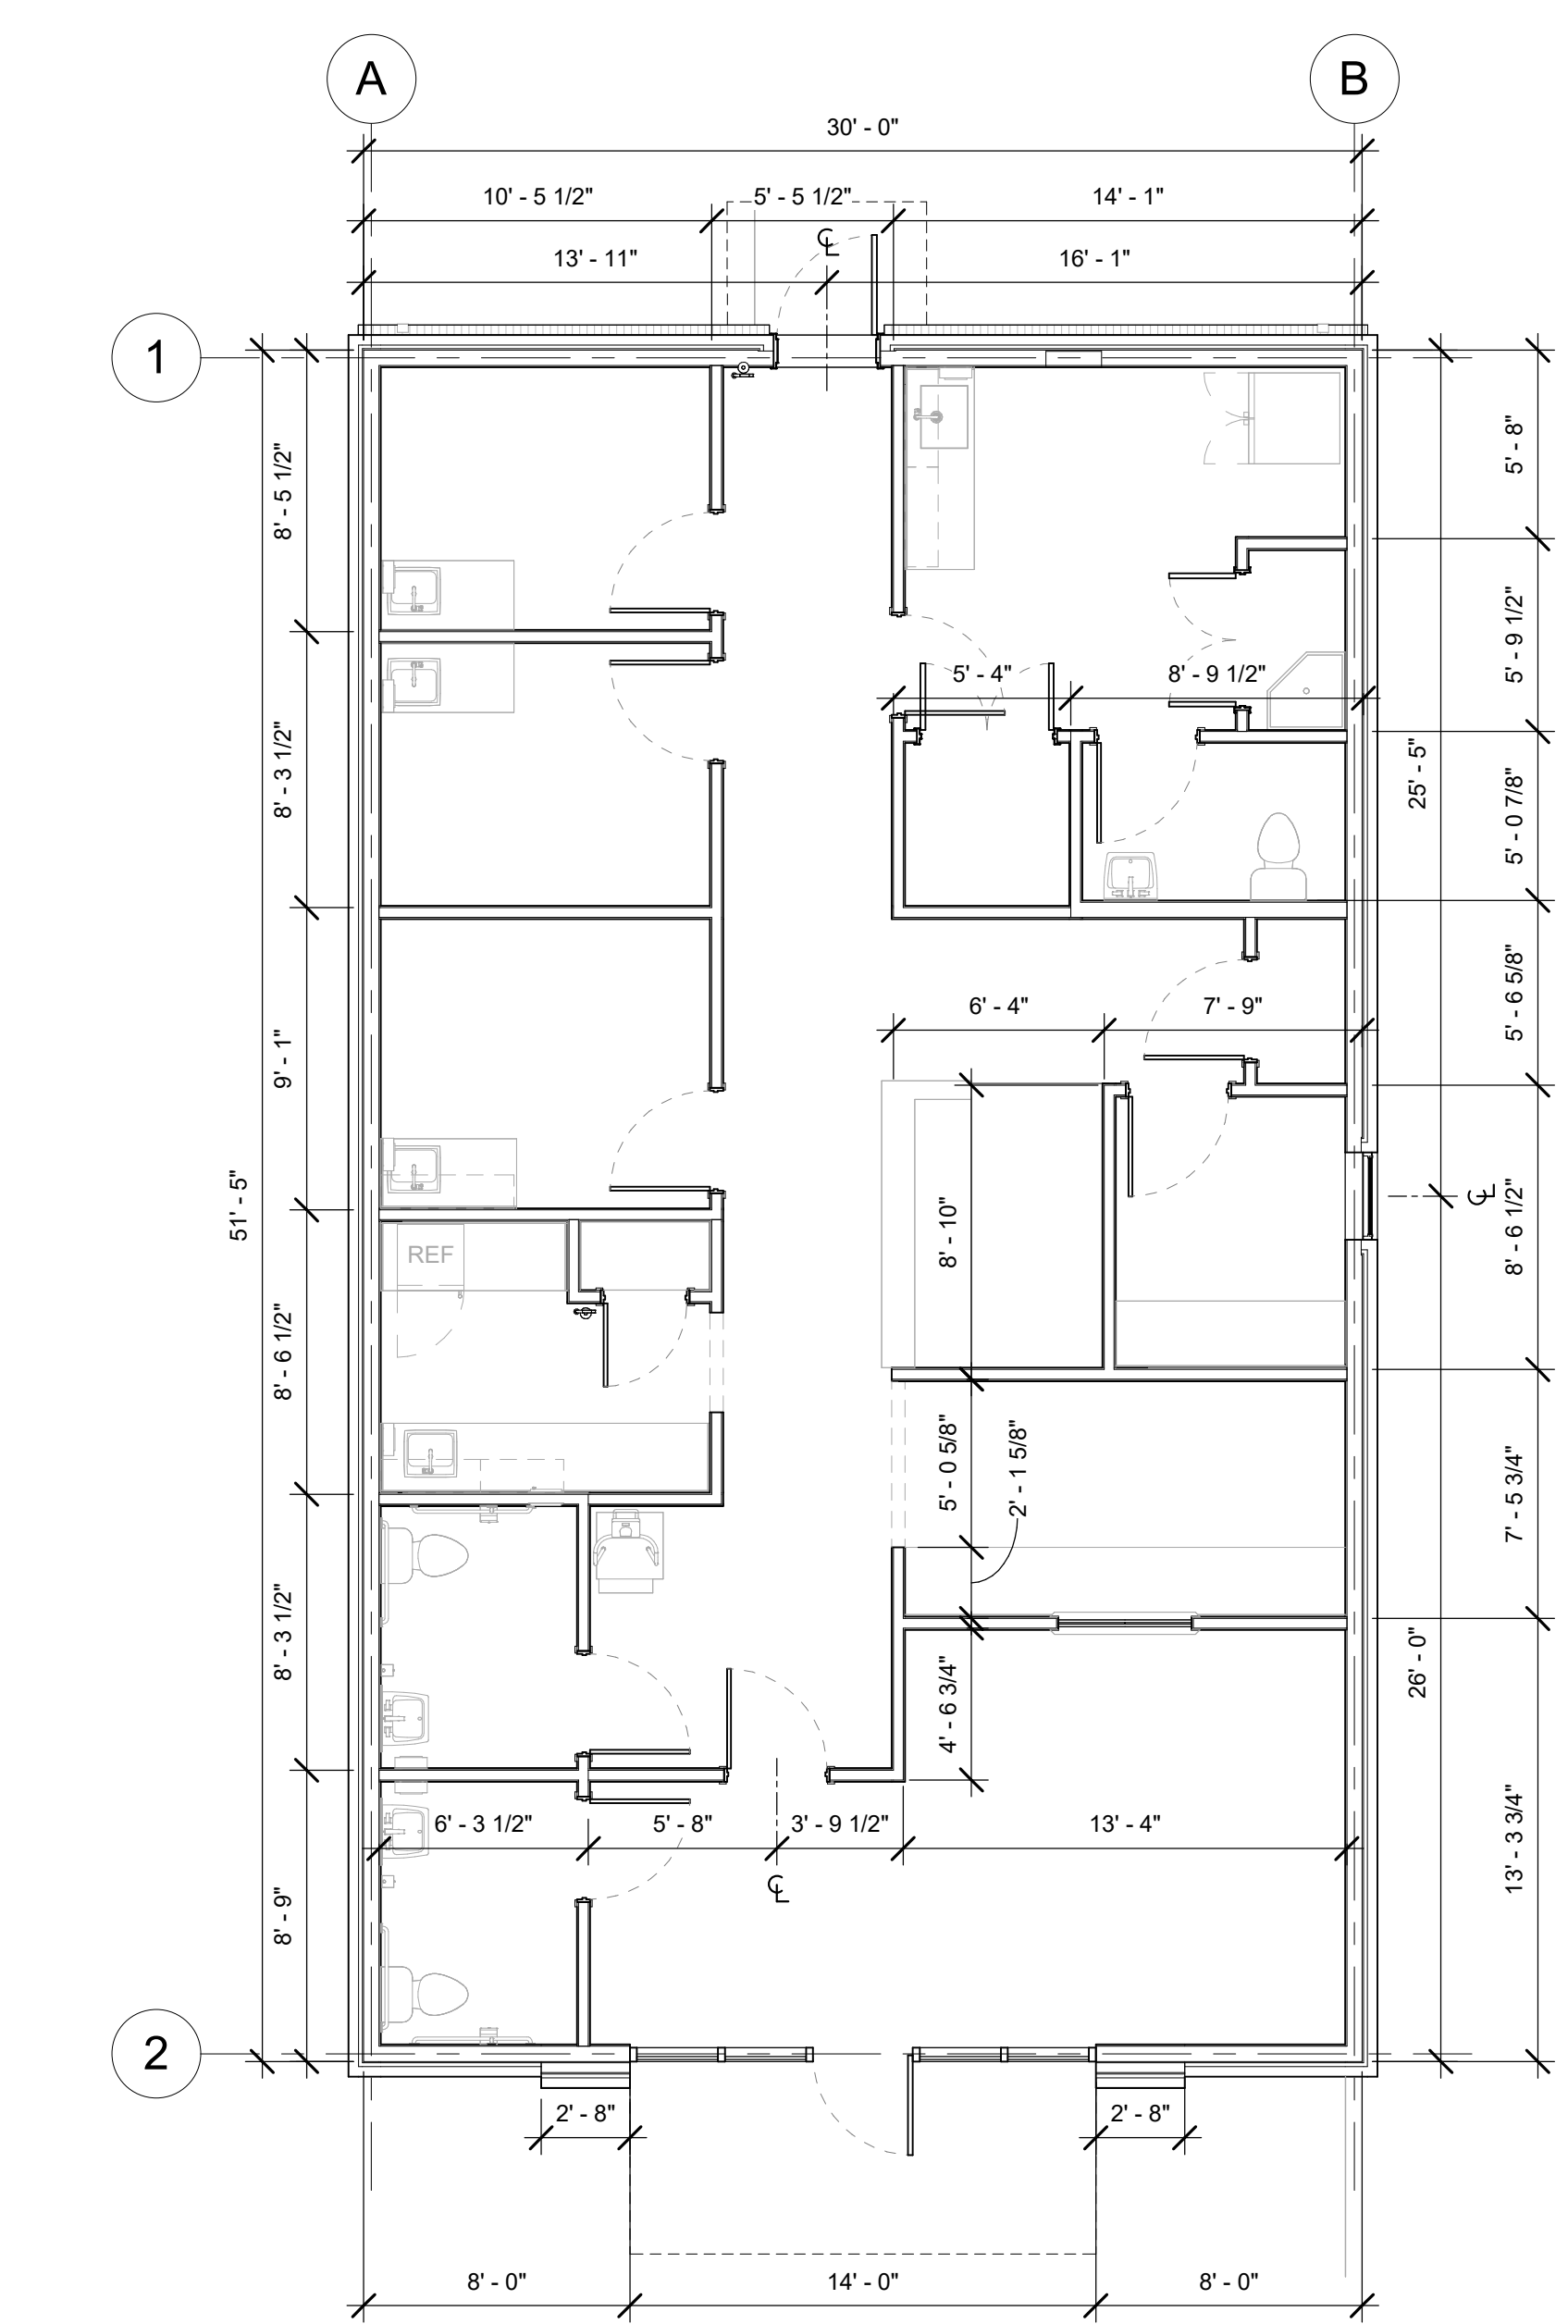 A
B
30' - 0"
10' - 5 1/2"
5' - 5 1/2"
14' - 1"
13' - 11"
℄
16' - 1"
1
8' - 5 1/2"
5' - 8"
5' - 9 1/2"
5' - 4"
8' - 9 1/2"
8' - 3 1/2"
25' - 5"
5' - 0 7/8"
5' - 6 5/8"
6' - 4"
7' - 9"
9' - 1"
51' - 5"
8' - 10"
℄
8' - 6 1/2"
REF
8' - 6 1/2"
5' - 0 5/8"
2' - 1 5/8"
7' - 5 3/4"
8' - 3 1/2"
26' - 0"
4' - 6 3/4"
6' - 3 1/2"
5' - 8"
3' - 9 1/2"
13' - 4"
13' - 3 3/4"
℄
8' - 9"
2
2' - 8"
2' - 8"
8' - 0"
14' - 0"
8' - 0"